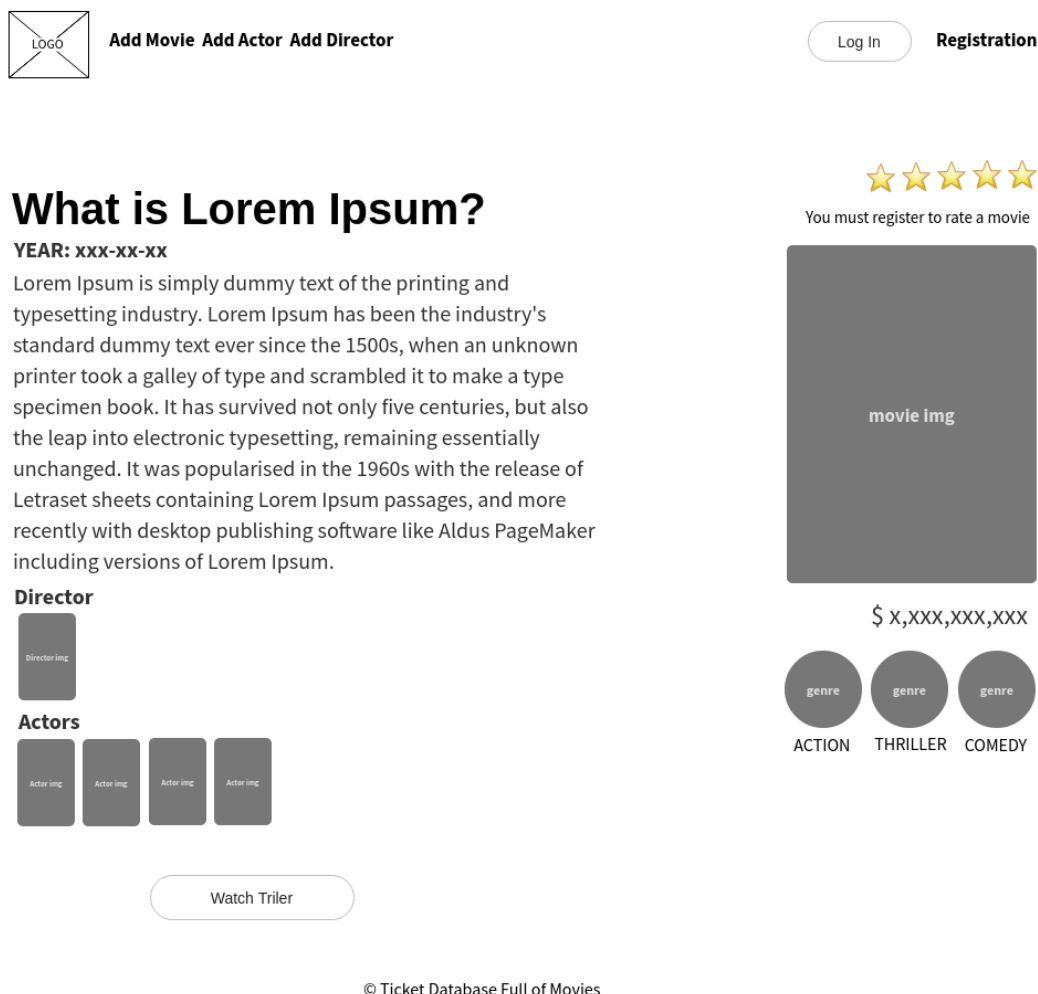 LOGO
Add Movie Add Actor Add Director
Log In
Registration
You must register to rate a movie
What is Lorem Ipsum?
YEAR: xxx-xx-xx
Lorem Ipsum is simply dummy text of the printing and
typesetting industry. Lorem Ipsum has been the industry's
standard dummy text ever since the 1500s, when an unknown
printer took a galley of type and scrambled it to make a type
specimen book. It has survived not only five centuries, but also
the leap into electronic typesetting, remaining essentially
unchanged. It was popularised in the 1960s with the release of
Letraset sheets containing Lorem Ipsum passages, and more
recently with desktop publishing software like Aldus PageMaker
including versions of Lorem Ipsum.
movie img
Director
Director img
$ x,xxx,xxx,xxx
genre genre genre
ACTION THRILLER COMEDY
Actors
Actor img Actor img Actor img Actor img
Watch Triler
© Ticket Database Full of Movies